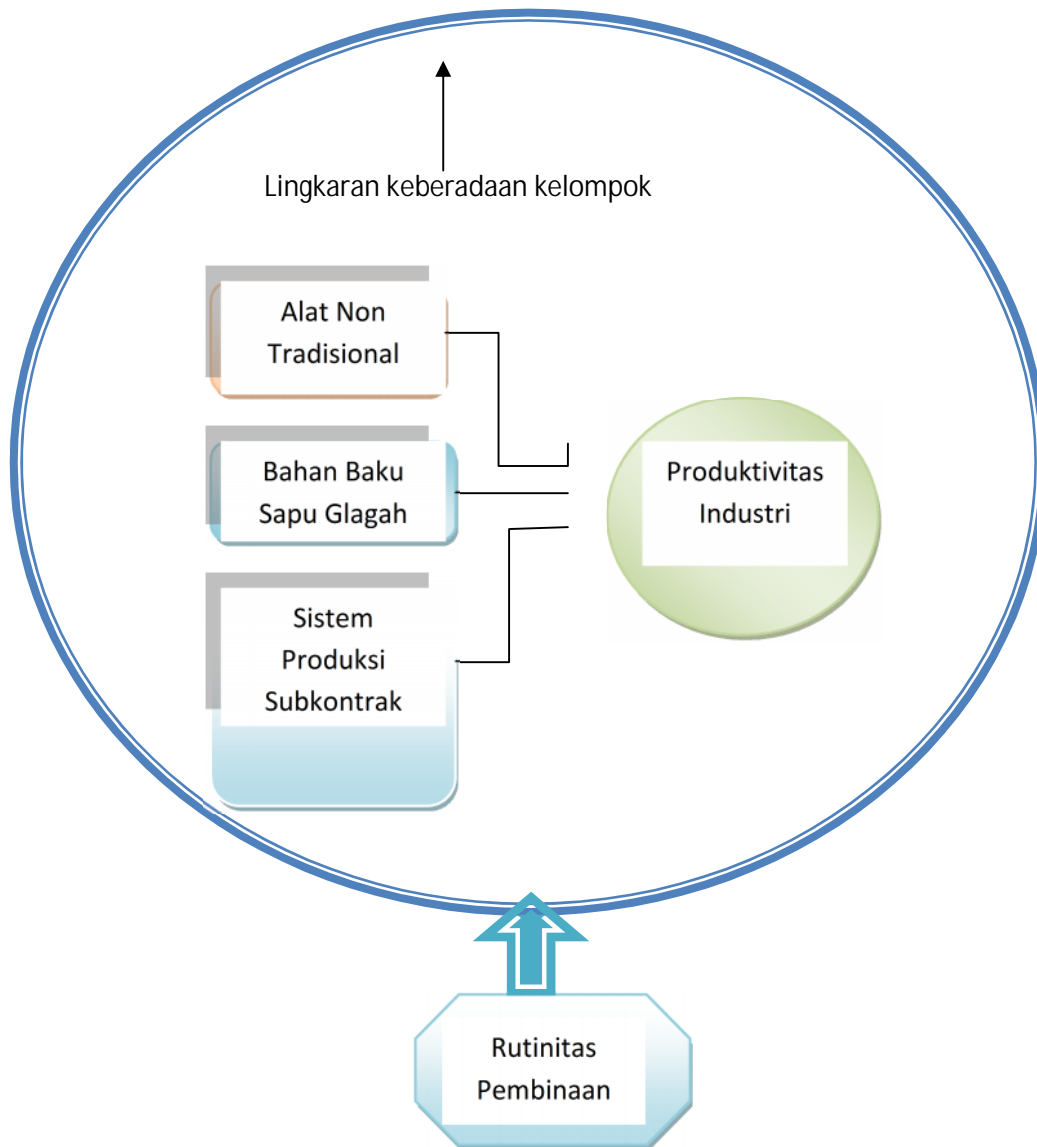 Lingkaran keberadaan kelompok
Alat Non
Tradisional
Bahan Baku
Sapu Glagah
Sistem
Produksi
Subkontrak
Produktivitas
Industri
Rutinitas
Pembinaan